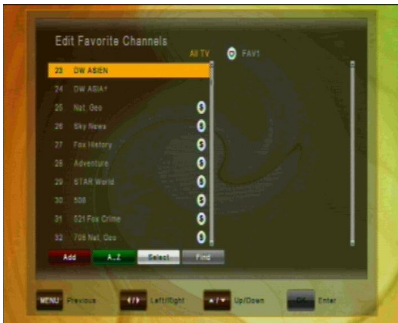 Edit Favorite Channels
All TV FAV1
23 DW ASIEN
24 DW ASIA+
25 Nat. Geo
26 Sky News
27 Fox History
28 Adventure
29 STAR World
30 508
31 521 Fox Crime
32 705 Nat. Geo
Add A..Z Select Find
MENU Previous Left/Right Up/Down OK Enter